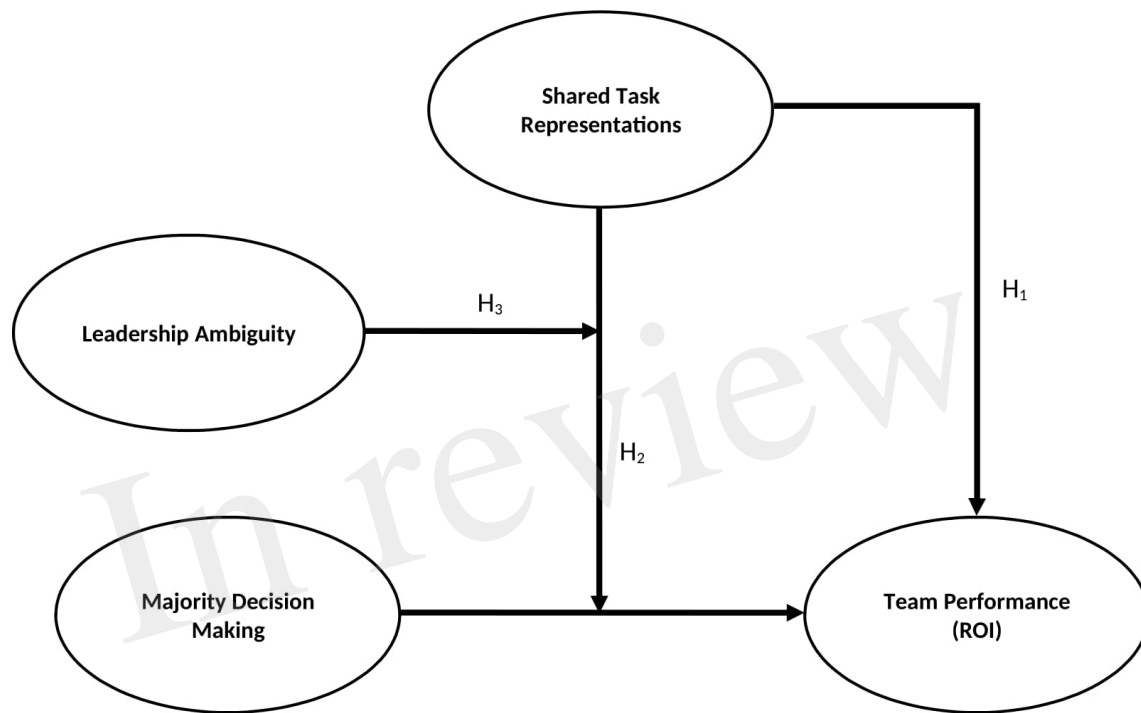 Shared Task
Representations
H₁
Leadership Ambiguity
H₃
H₂
In review
Majority Decision
Making
Team Performance
(ROI)